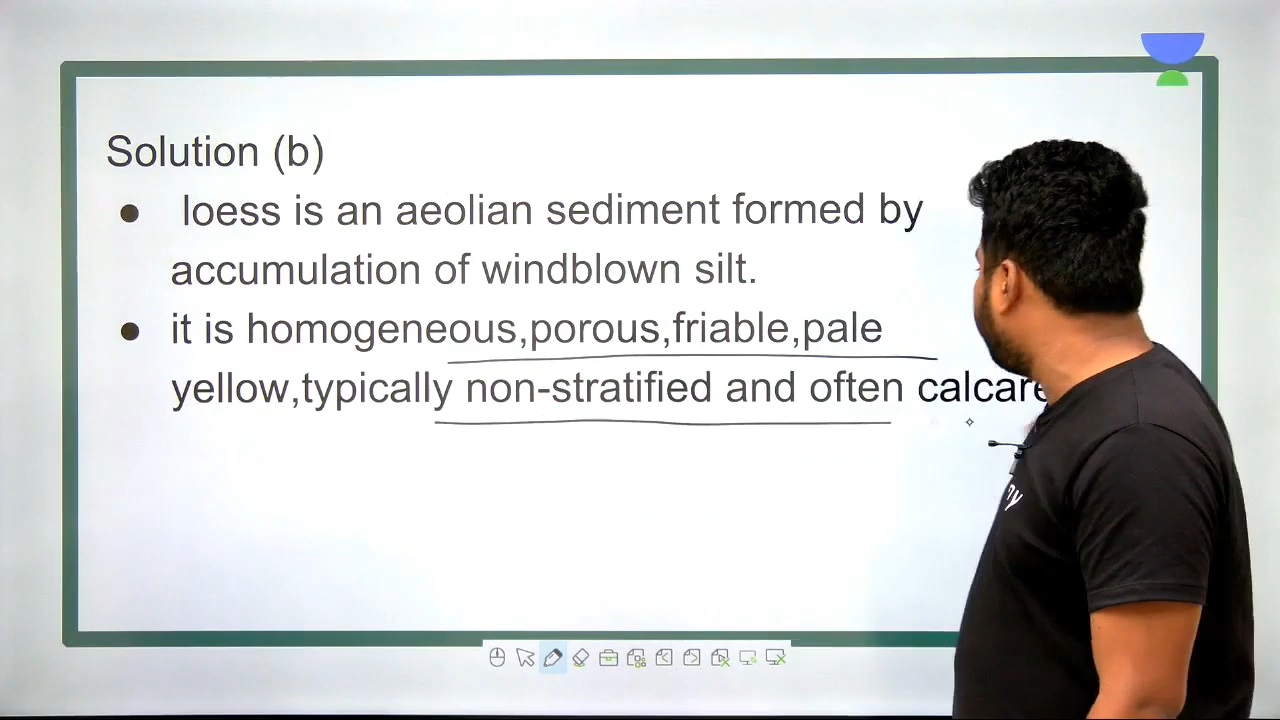 Solution (b)
● loess is an aeolian sediment formed by
accumulation of windblown silt.
● it is homogeneous,porous,friable,pale
yellow,typically non-stratified and often